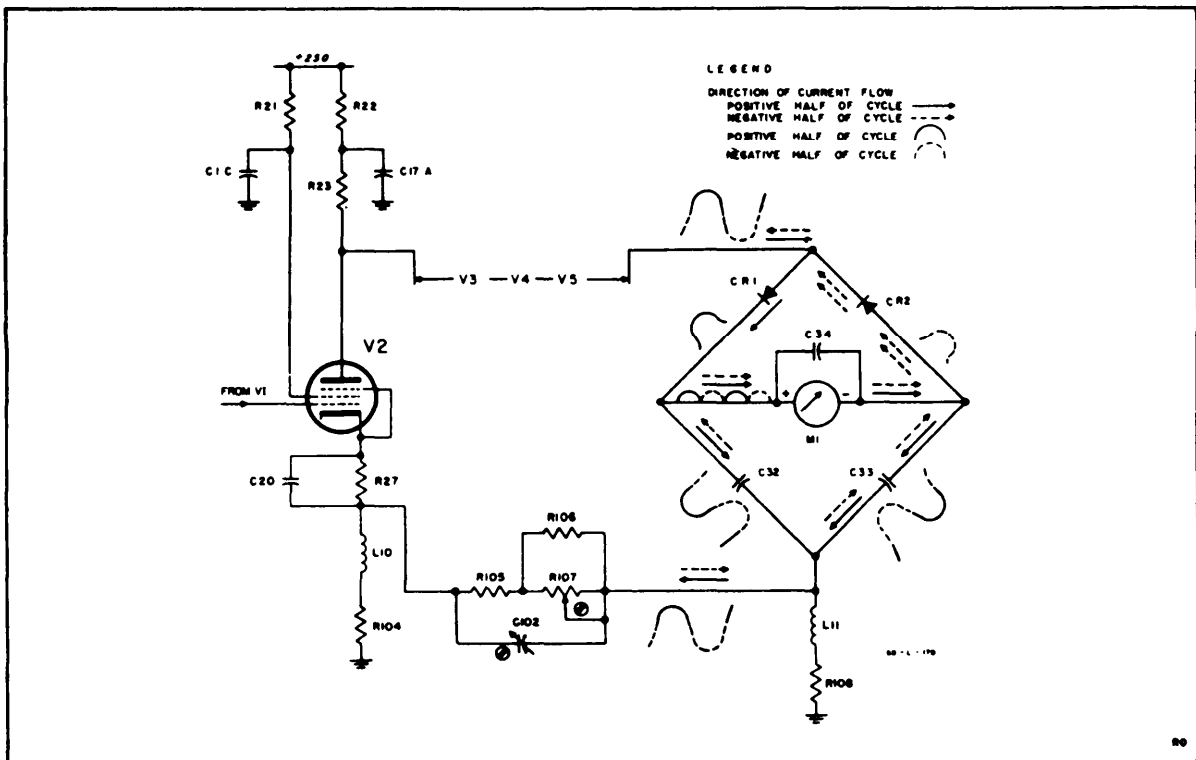 +250
LEGEND
DIRECTION OF CURRENT FLOW
POSITIVE HALF OF CYCLE
NEGATIVE HALF OF CYCLE
POSITIVE HALF OF CYCLE
NEGATIVE HALF OF CYCLE
R21
R22
C1C
R23
C17A
V3 — V4 — V5
CR1
CR2
C34
V2
FROM V1
+ -
M1
C20
R27
C32
C33
L10
R106
R105
R107
C102
R104
L11
R108